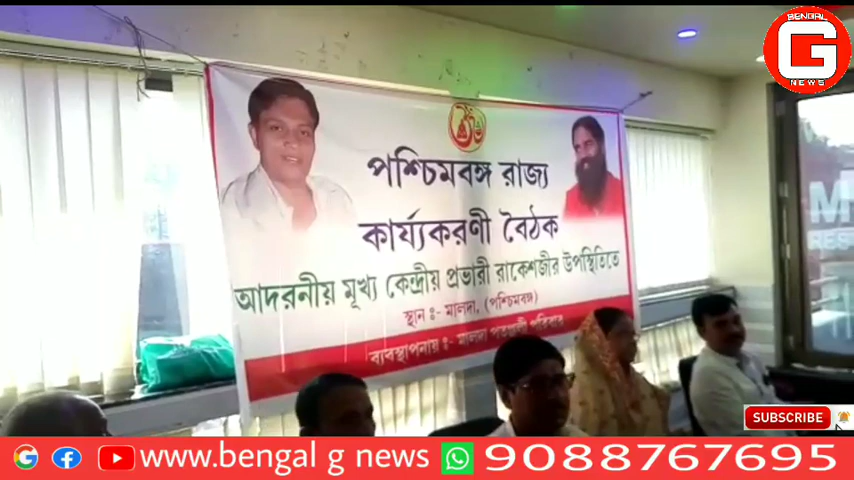 BENGAL
G
NEWS
পশ্চিমবঙ্গ রাজ্য
কার্য্যকরণী বৈঠক
আদরনীয় মূখ্য কেন্দ্রীয় প্রভারী রাকেশজীর উপস্থিতিতে
স্থান ঃ- মালদা, (পশ্চিমবঙ্গ)
ব্যবস্থাপনায় ঃ- মালদা পতঞ্জলী পরিবার
SUBSCRIBE
www.bengal g news 9088767695